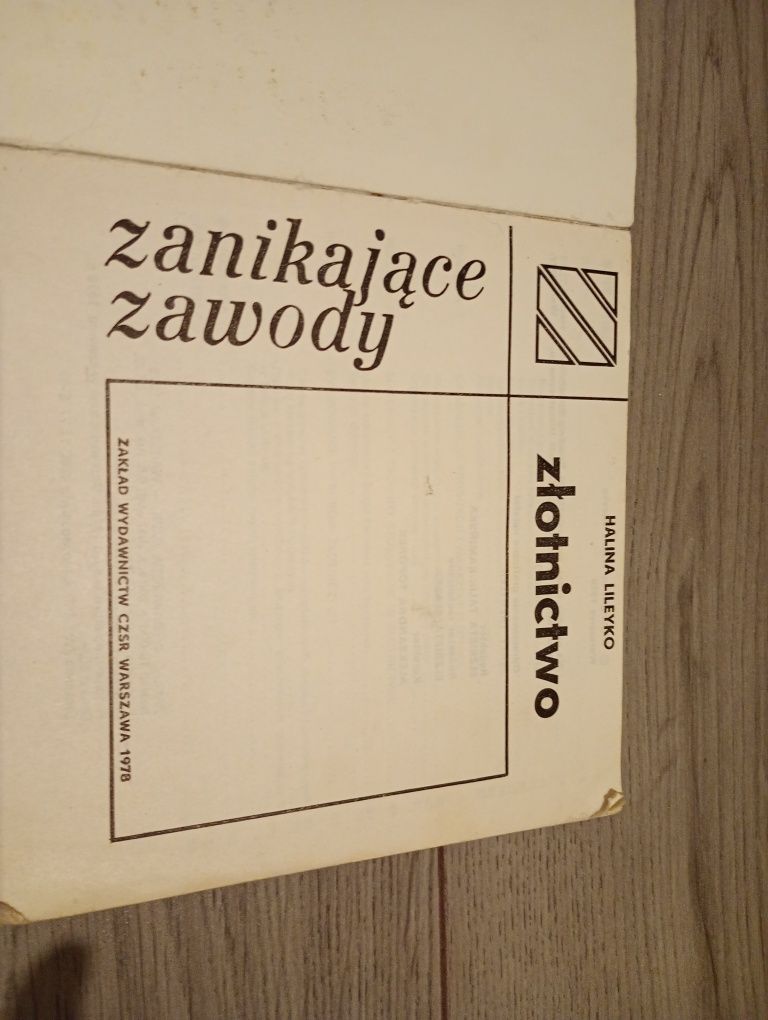 HALINA LILEYKO
złotnictwo
zanikające
zawody
ZAKŁAD WYDAWNICTW CZSR WARSZAWA 1978